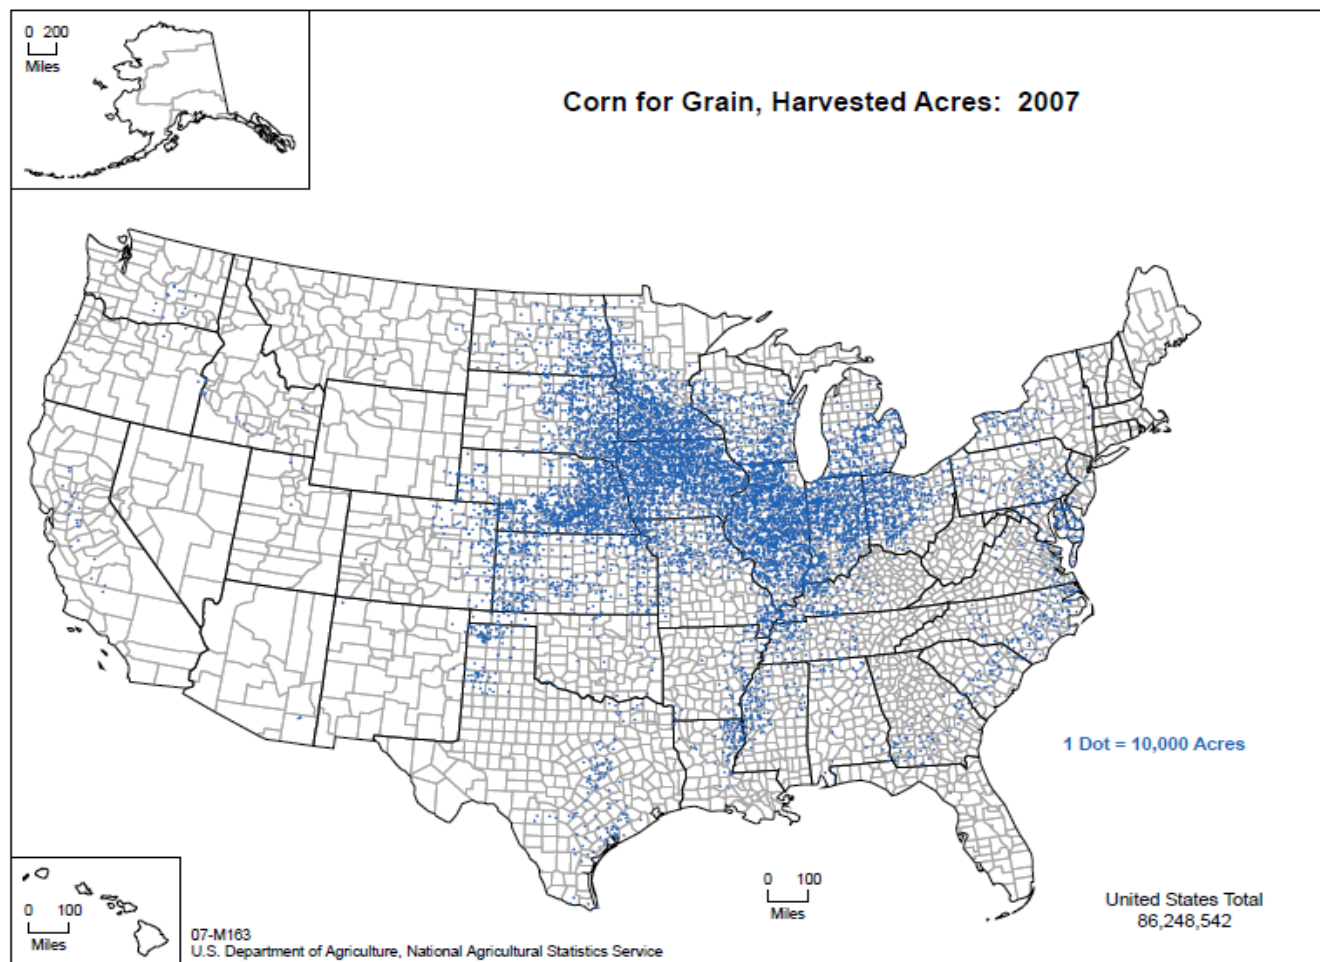 0 200
Miles
Corn for Grain, Harvested Acres: 2007
1 Dot = 10,000 Acres
0 100
Miles
0 100
Miles
United States Total
86,248,542
07-M163
U.S. Department of Agriculture, National Agricultural Statistics Service